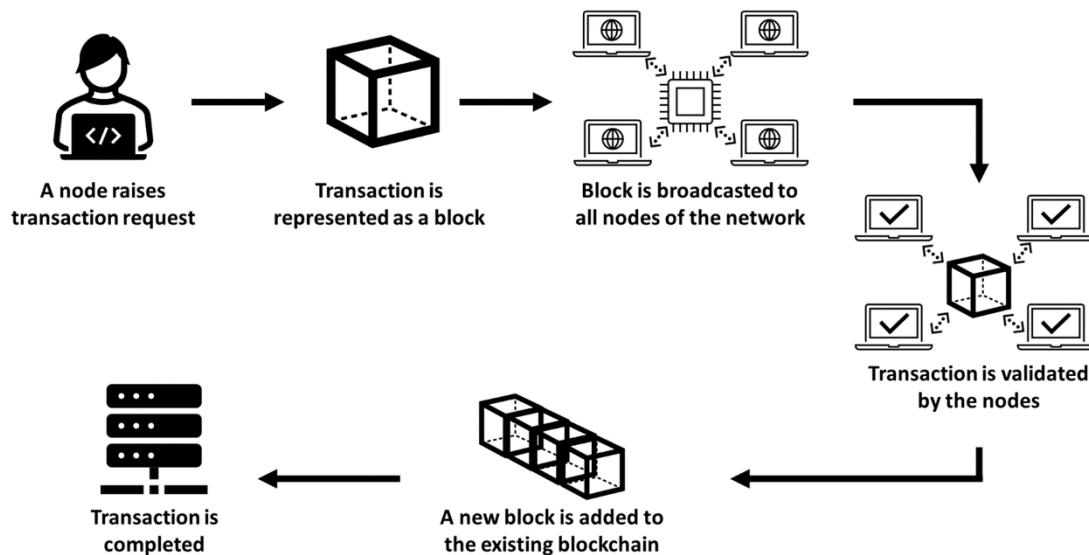 </>
A node raises
transaction request
Transaction is
represented as a block
Block is broadcasted to
all nodes of the network
Transaction is validated
by the nodes
A new block is added to
the existing blockchain
Transaction is
completed